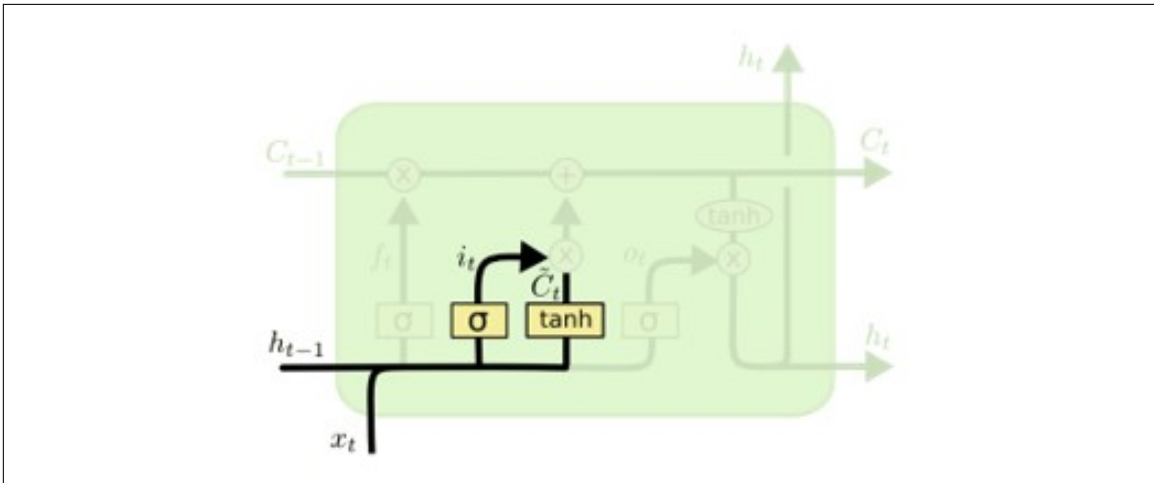 h_t
C_{t-1} C_t
× +
tanh
f_t i_t × o_t ×
C̃_t
σ σ tanh σ
h_{t-1} h_t
x_t